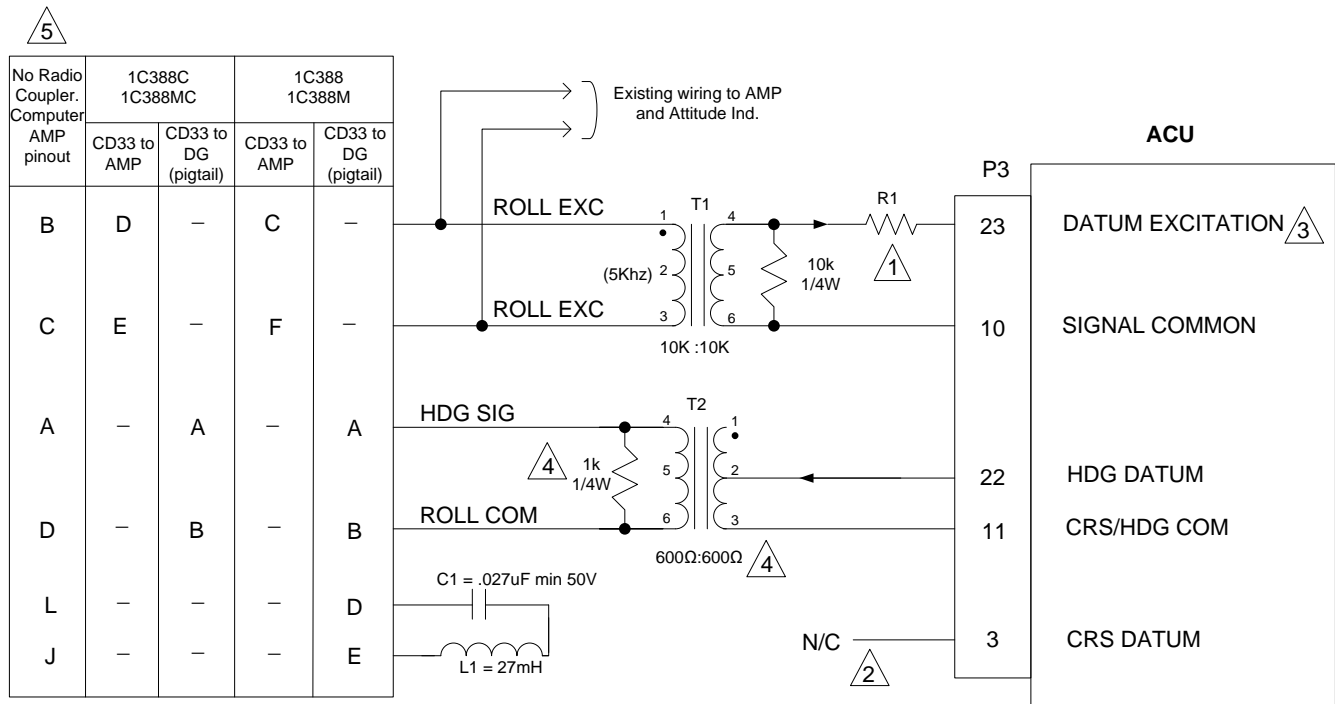 5
No Radio
Coupler.
Computer
AMP
pinout
1C388C
1C388MC
1C388
1C388M
CD33 to
AMP
CD33 to
DG
(pigtail)
CD33 to
AMP
CD33 to
DG
(pigtail)
B D – C –
C E – F –
A – A – A
D – B – B
L – – – D
J – – – E
Existing wiring to AMP
and Attitude Ind.
ROLL EXC
ROLL EXC
T1
1
2
3
4
5
6
(5Khz)
10K :10K
10k
1/4W
R1
1
HDG SIG
ROLL COM
4
1k
1/4W
T2
4
5
6
1
2
3
600Ω:600Ω
4
C1 = .027uF min 50V
L1 = 27mH
N/C
2
ACU
P3
23 DATUM EXCITATION
3
10 SIGNAL COMMON
22 HDG DATUM
11 CRS/HDG COM
3 CRS DATUM